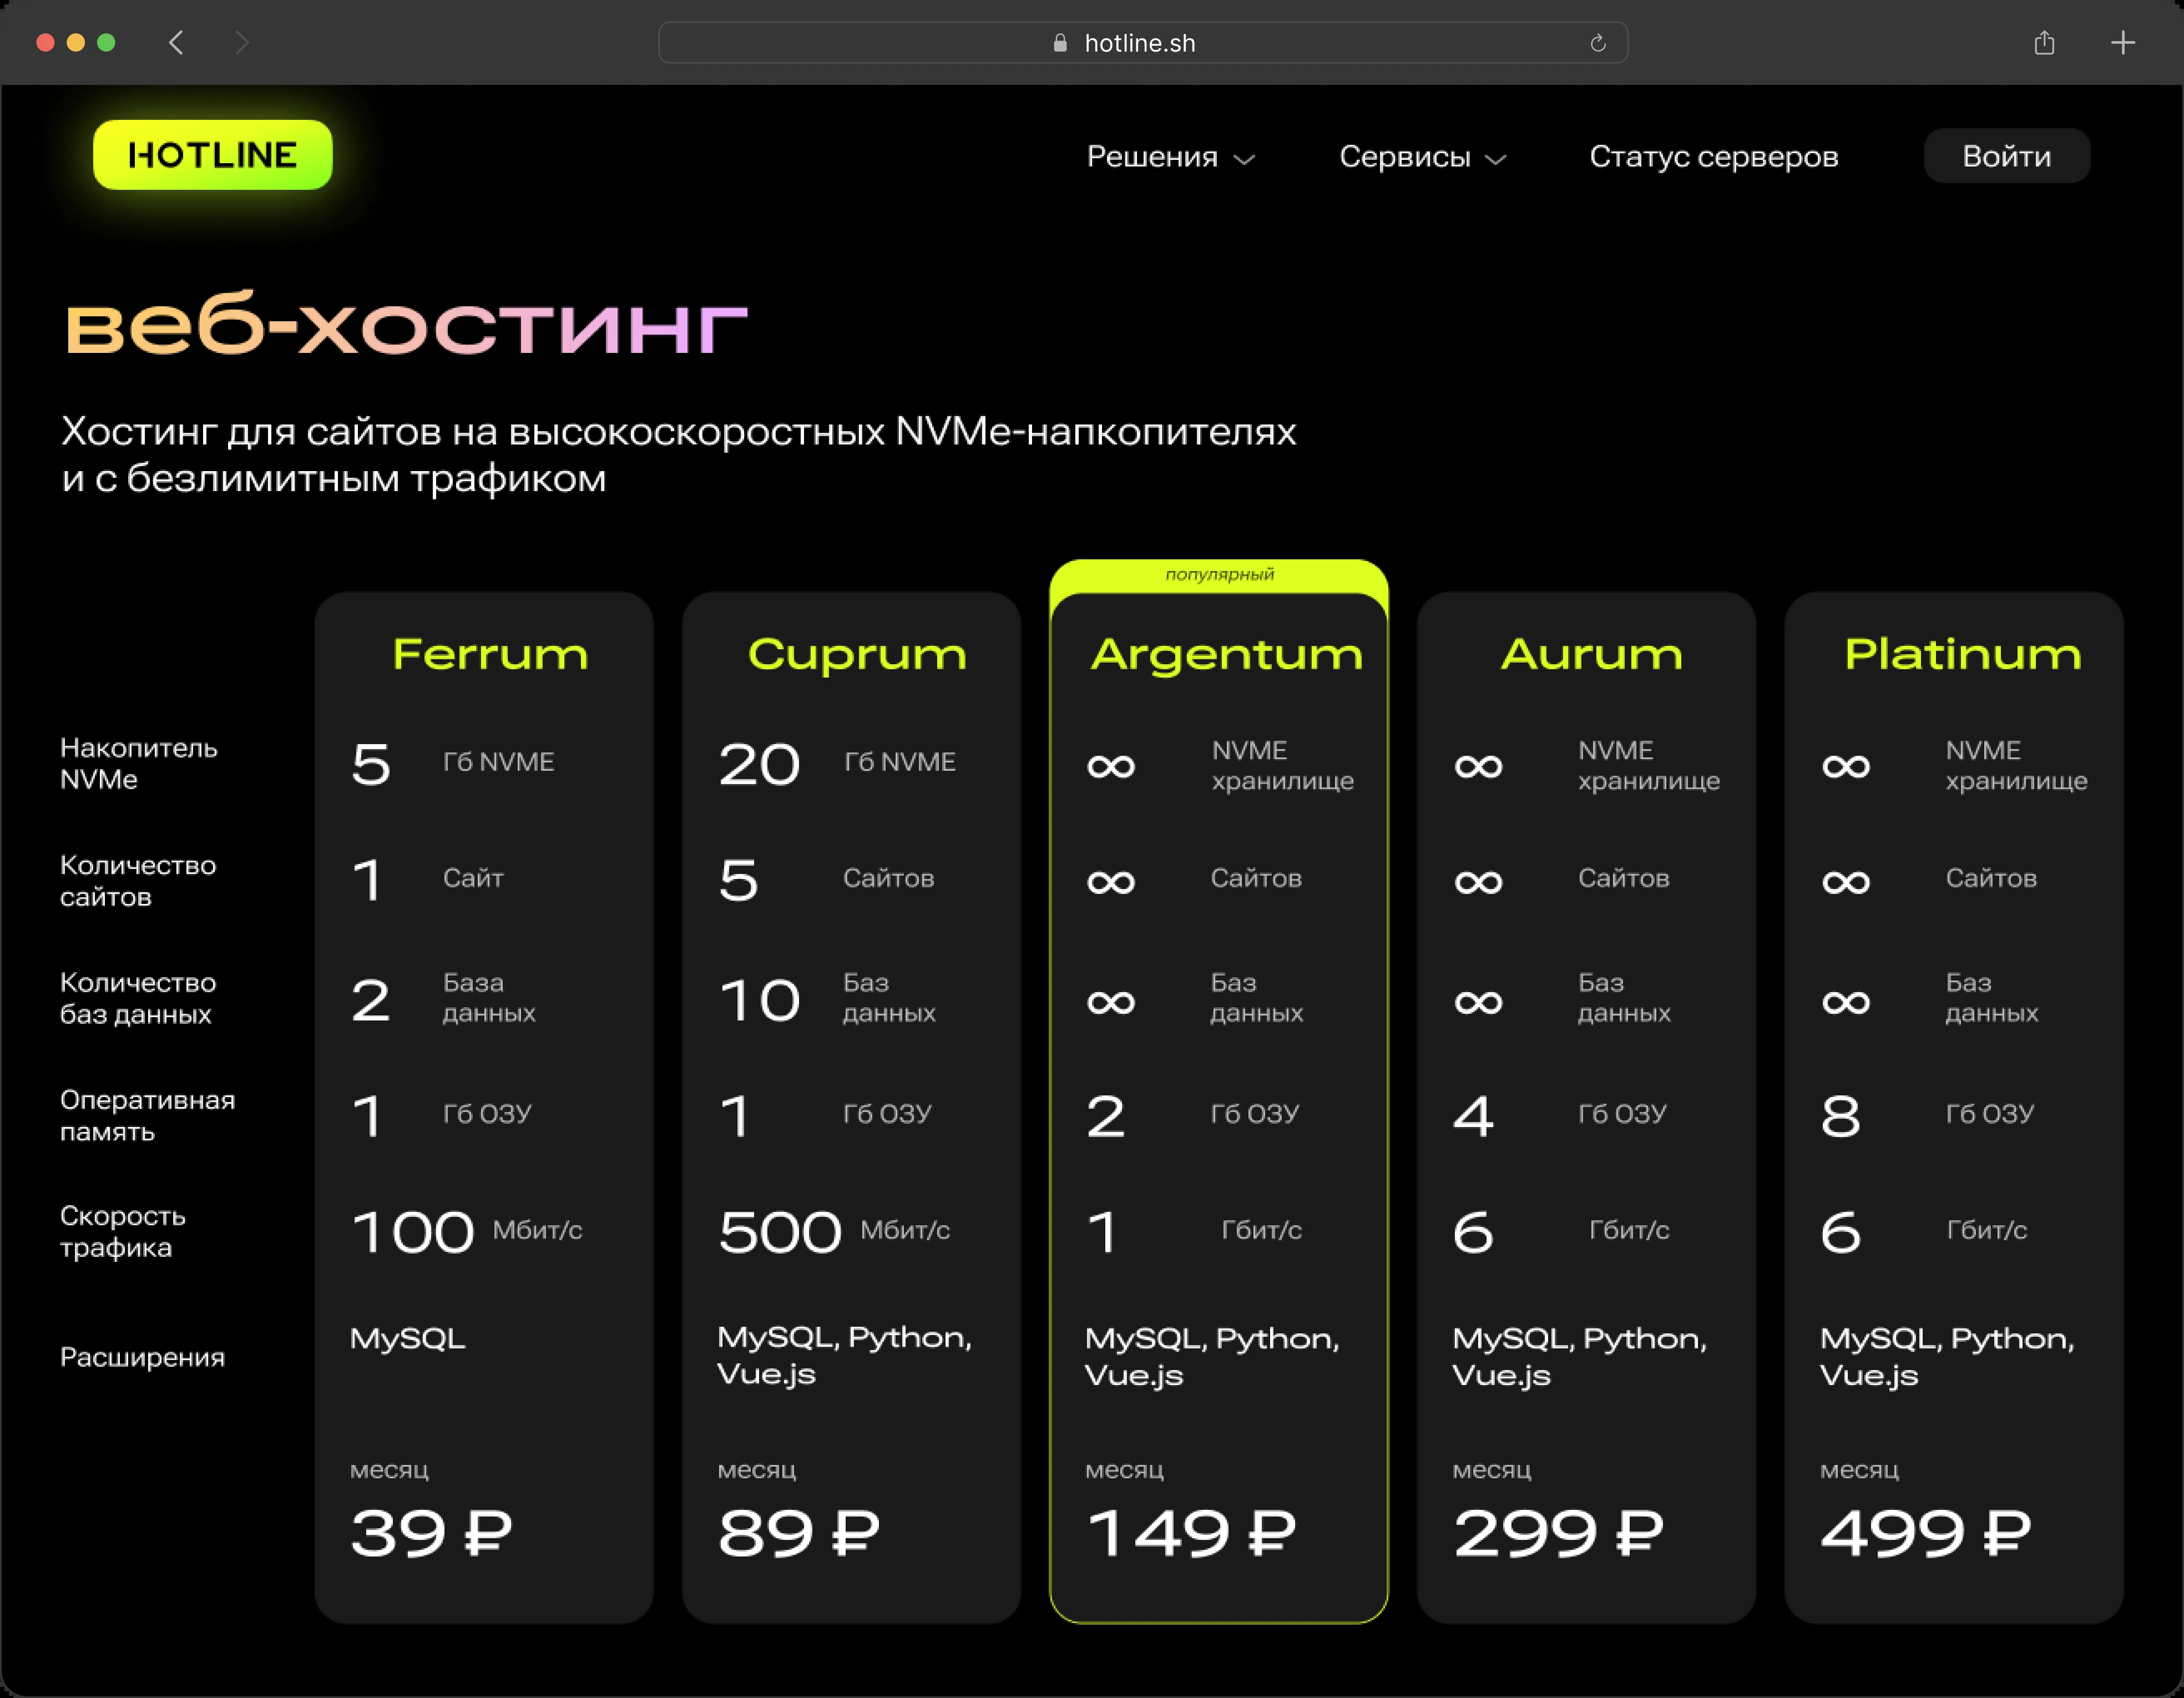 hotline.sh
HOTLINE
Решения
Сервисы
Статус серверов
Войти
веб-хостинг
Хостинг для сайтов на высокоскоростных NVMe-напкопителях
и с безлимитным трафиком
популярный
Ferrum
Cuprum
Argentum
Aurum
Platinum
Накопитель
NVMe
5 Гб NVME
20 Гб NVME
∞ NVME
хранилище
∞ NVME
хранилище
∞ NVME
хранилище
Количество
сайтов
1 Сайт
5 Сайтов
∞ Сайтов
∞ Сайтов
∞ Сайтов
Количество
баз данных
2 База
данных
10 Баз
данных
∞ Баз
данных
∞ Баз
данных
∞ Баз
данных
Оперативная
память
1 Гб ОЗУ
1 Гб ОЗУ
2 Гб ОЗУ
4 Гб ОЗУ
8 Гб ОЗУ
Скорость
трафика
100 Мбит/с
500 Мбит/с
1 Гбит/с
6 Гбит/с
6 Гбит/с
Расширения
MySQL
MySQL, Python,
Vue.js
MySQL, Python,
Vue.js
MySQL, Python,
Vue.js
MySQL, Python,
Vue.js
месяц
39 ₽
месяц
89 ₽
месяц
149 ₽
месяц
299 ₽
месяц
499 ₽